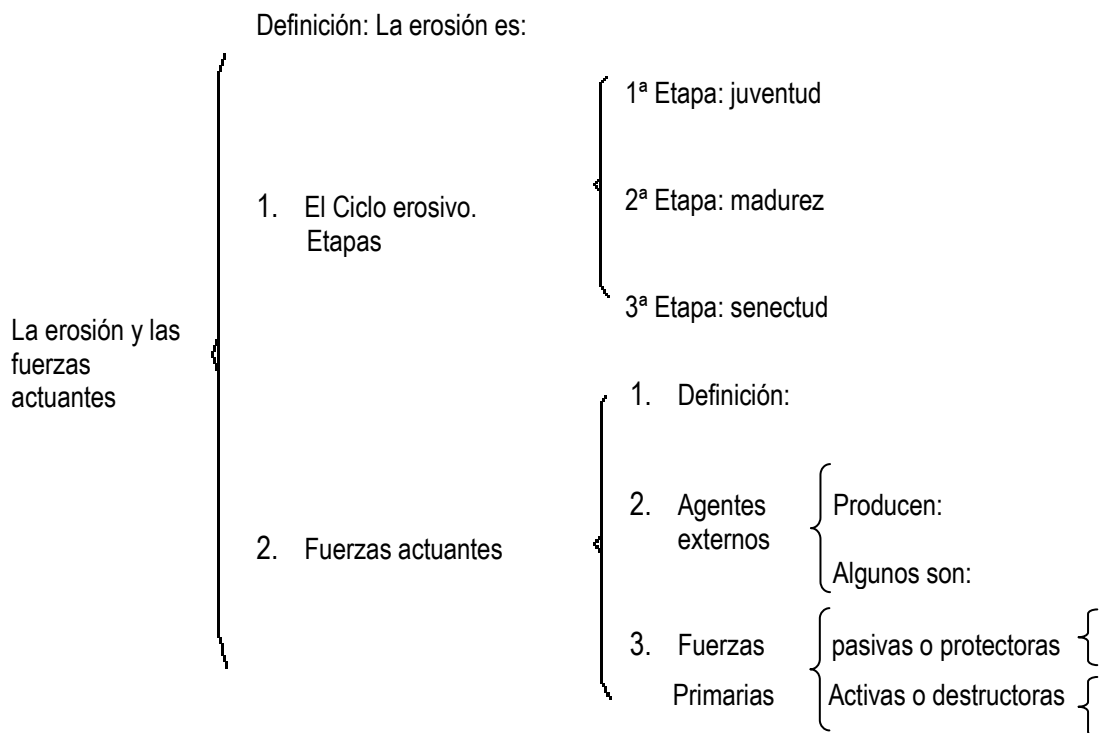 Definición: La erosión es:
1ª Etapa: juventud
1. El Ciclo erosivo.
Etapas
2ª Etapa: madurez
3ª Etapa: senectud
La erosión y las
fuerzas
actuantes
2. Fuerzas actuantes
1. Definición:
2. Agentes
externos
Producen:
Algunos son:
3. Fuerzas
Primarias
pasivas o protectoras
Activas o destructoras